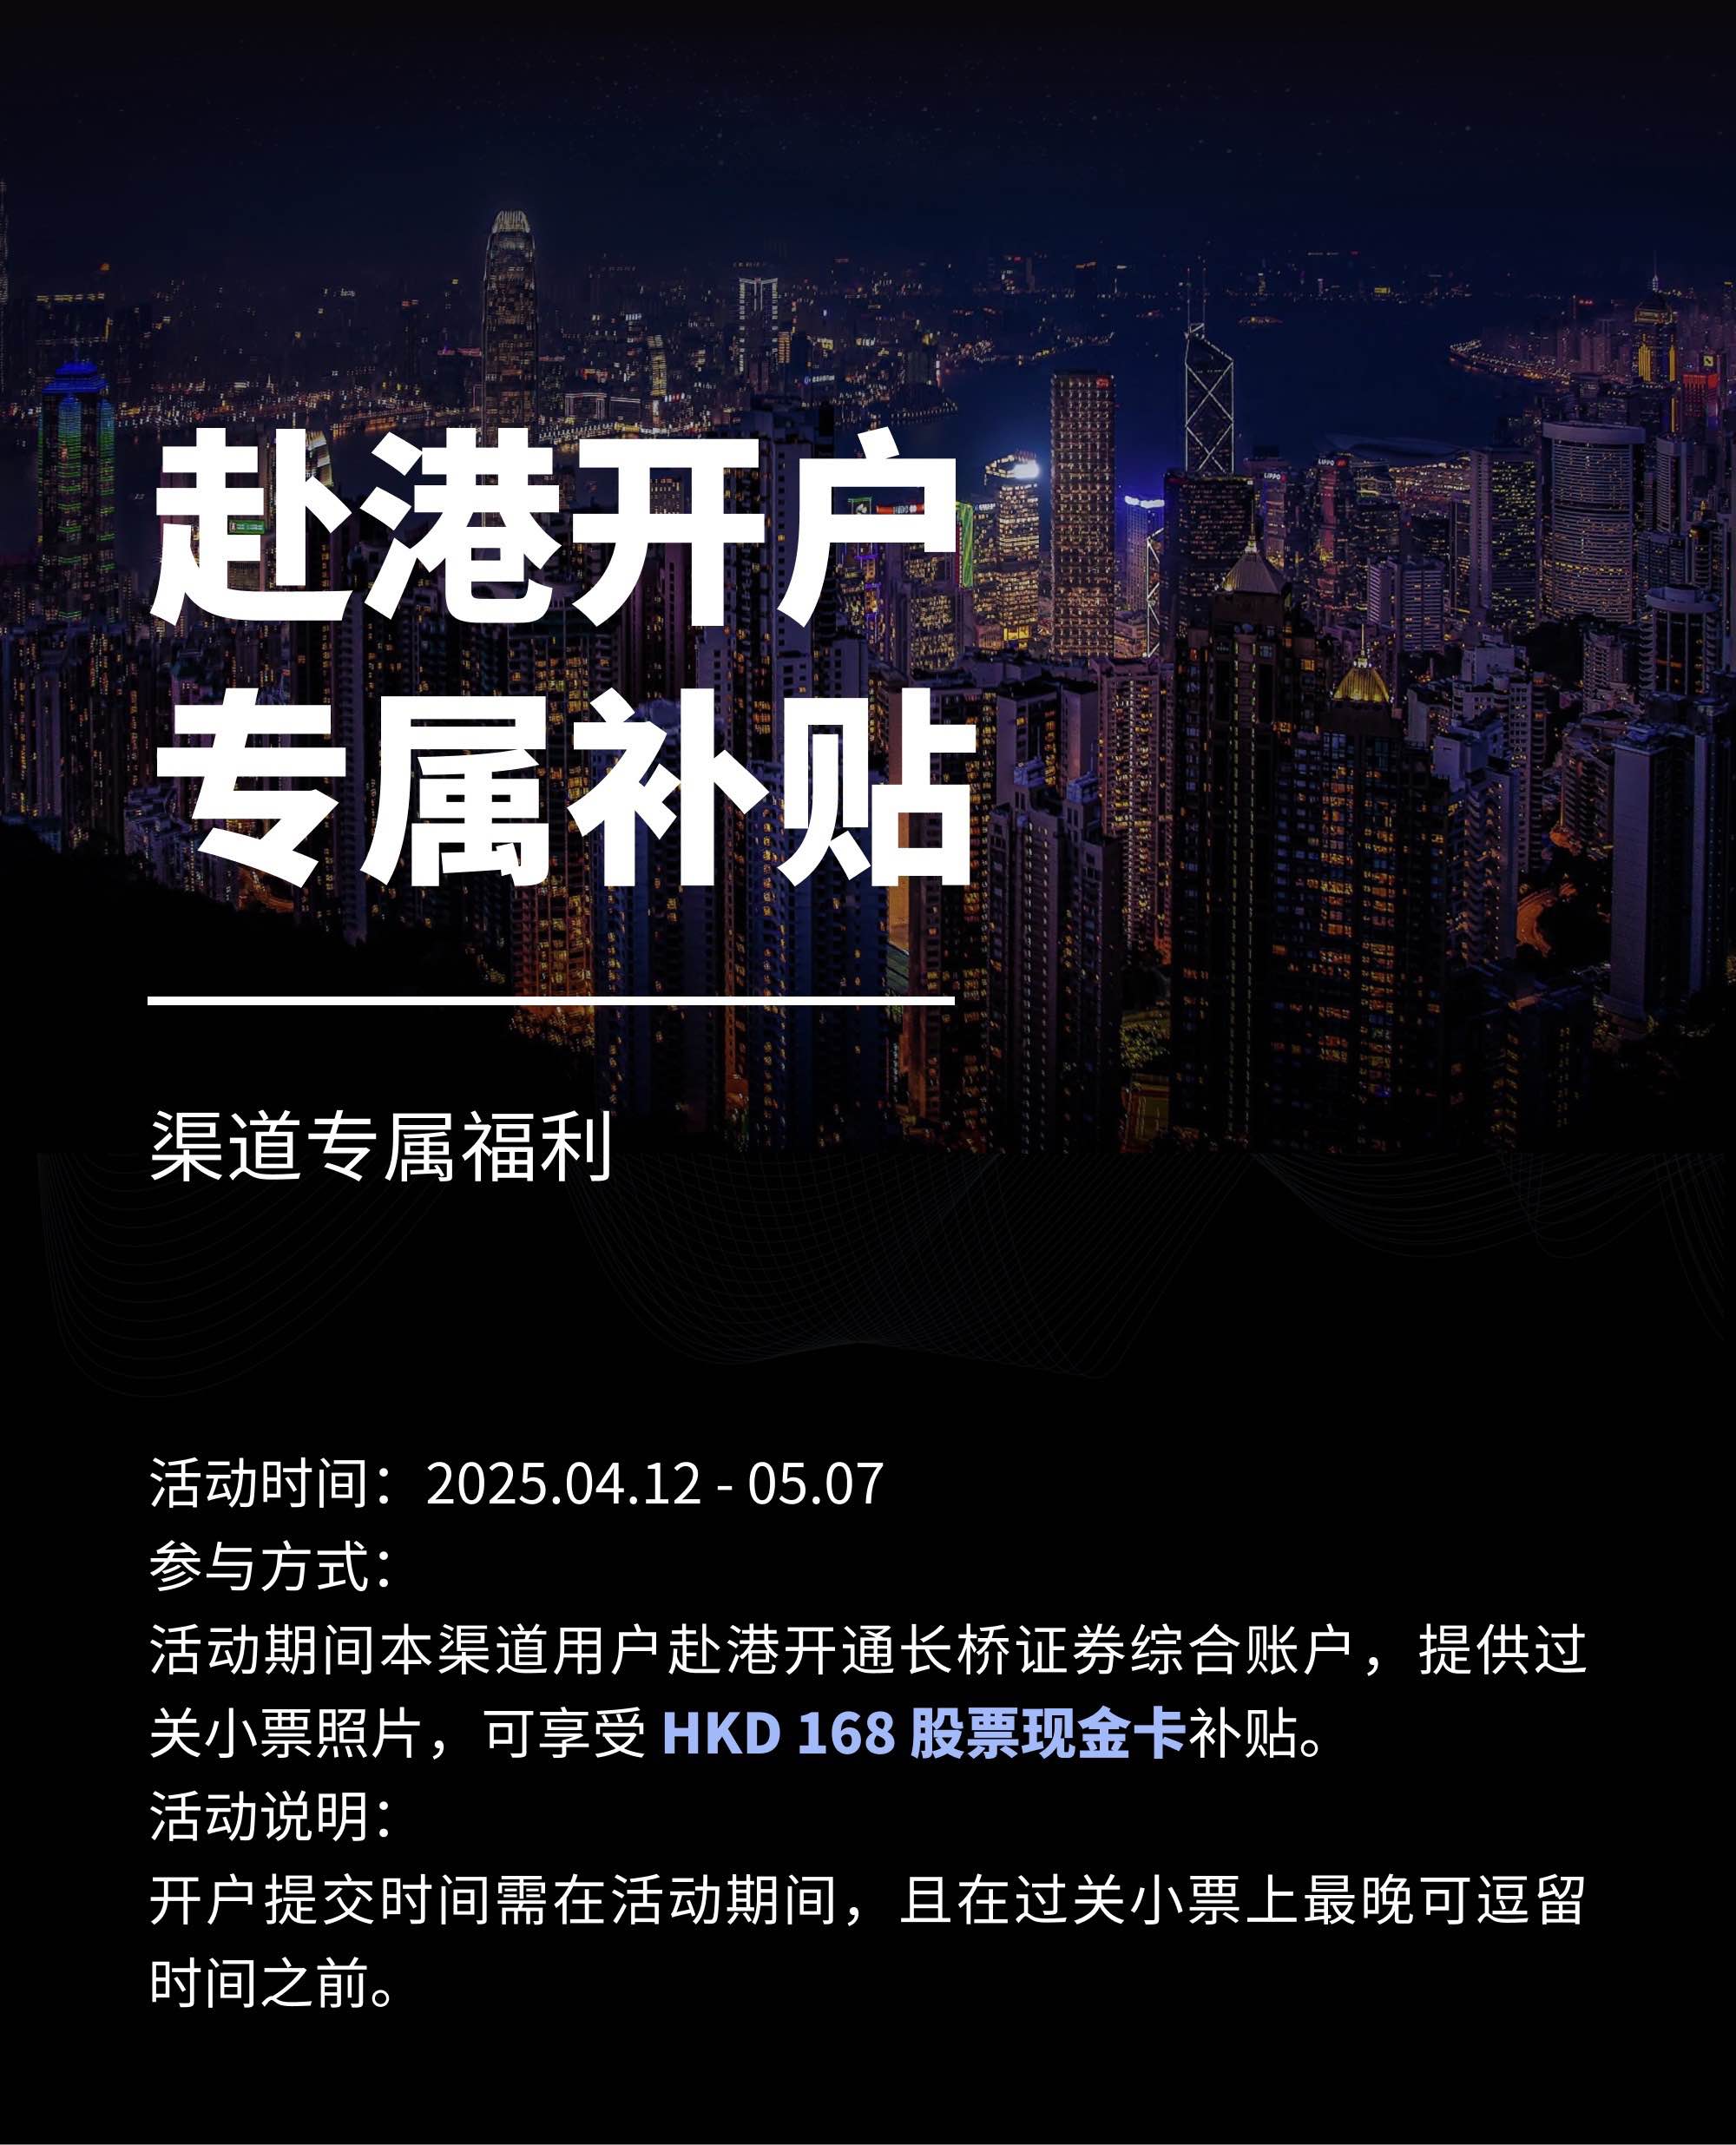 赴港开户
专属补贴
渠道专属福利
活动时间：2025.04.12 - 05.07
参与方式：
活动期间本渠道用户赴港开通长桥证券综合账户，提供过
关小票照片，可享受 HKD 168 股票现金卡补贴。
活动说明：
开户提交时间需在活动期间，且在过关小票上最晚可逗留
时间之前。